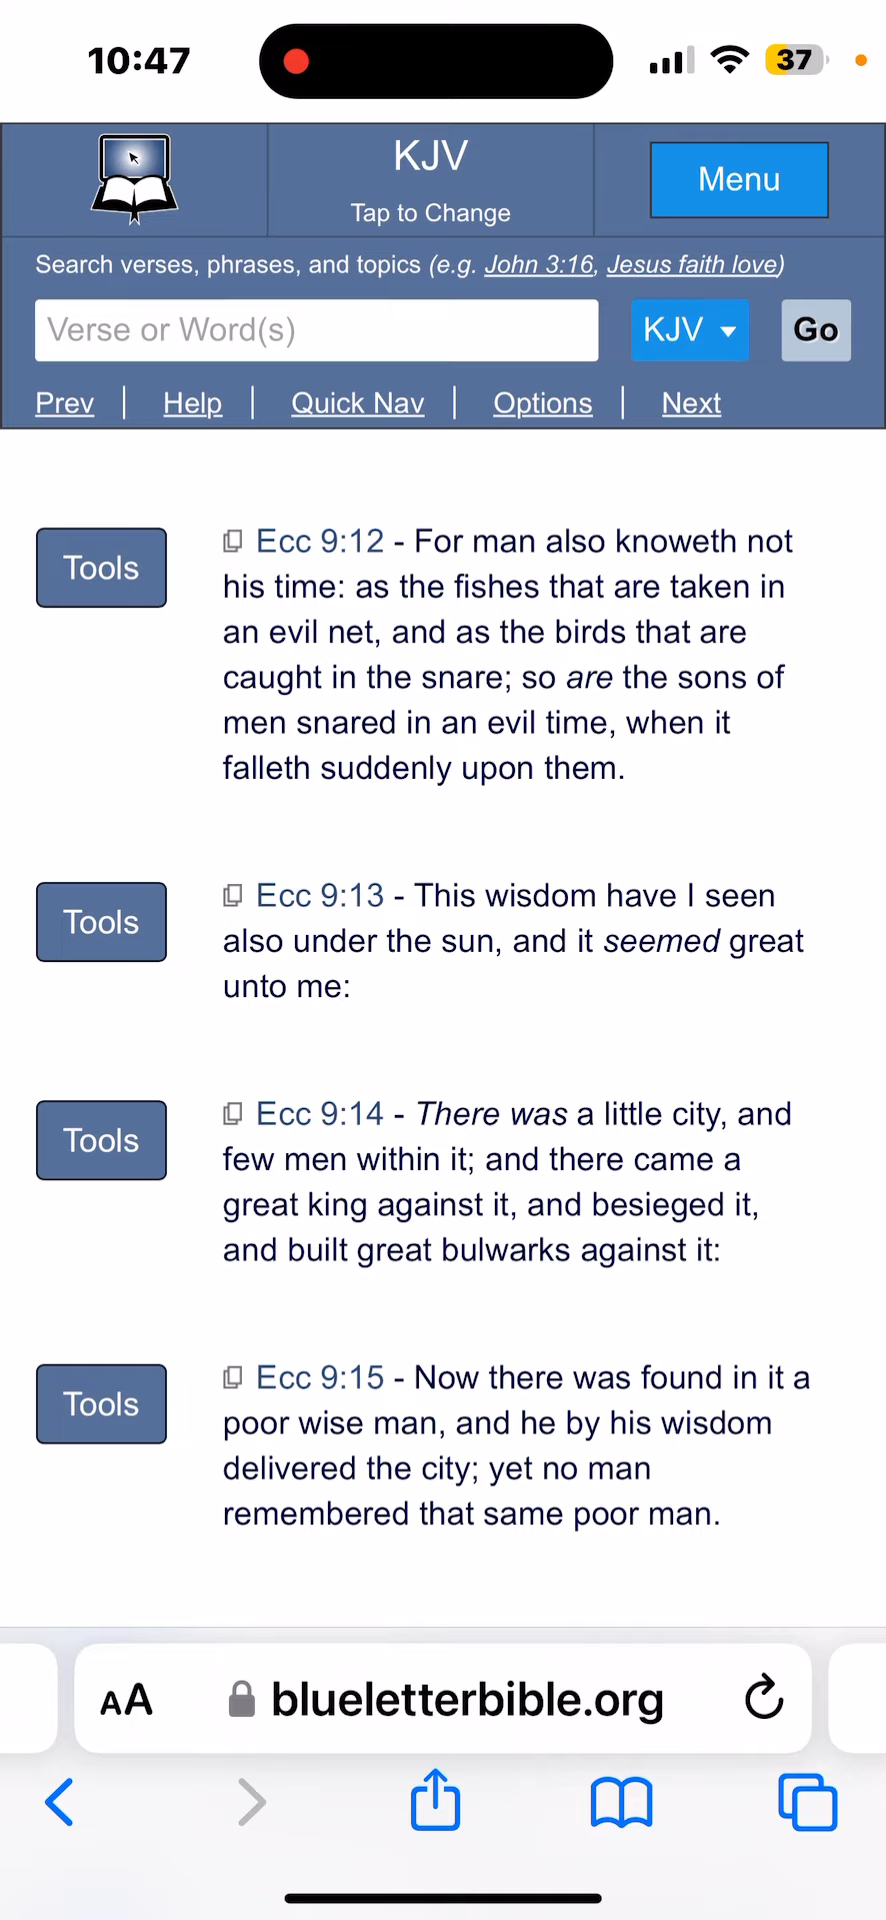 10:47
37
KJV
Tap to Change
Menu
Search verses, phrases, and topics (e.g. John 3:16, Jesus faith love)
Verse or Word(s)
KJV
Go
Prev | Help | Quick Nav | Options | Next
Tools
Ecc 9:12 - For man also knoweth not
his time: as the fishes that are taken in
an evil net, and as the birds that are
caught in the snare; so are the sons of
men snared in an evil time, when it
falleth suddenly upon them.
Tools
Ecc 9:13 - This wisdom have I seen
also under the sun, and it seemed great
unto me:
Tools
Ecc 9:14 - There was a little city, and
few men within it; and there came a
great king against it, and besieged it,
and built great bulwarks against it:
Tools
Ecc 9:15 - Now there was found in it a
poor wise man, and he by his wisdom
delivered the city; yet no man
remembered that same poor man.
AA
blueletterbible.org